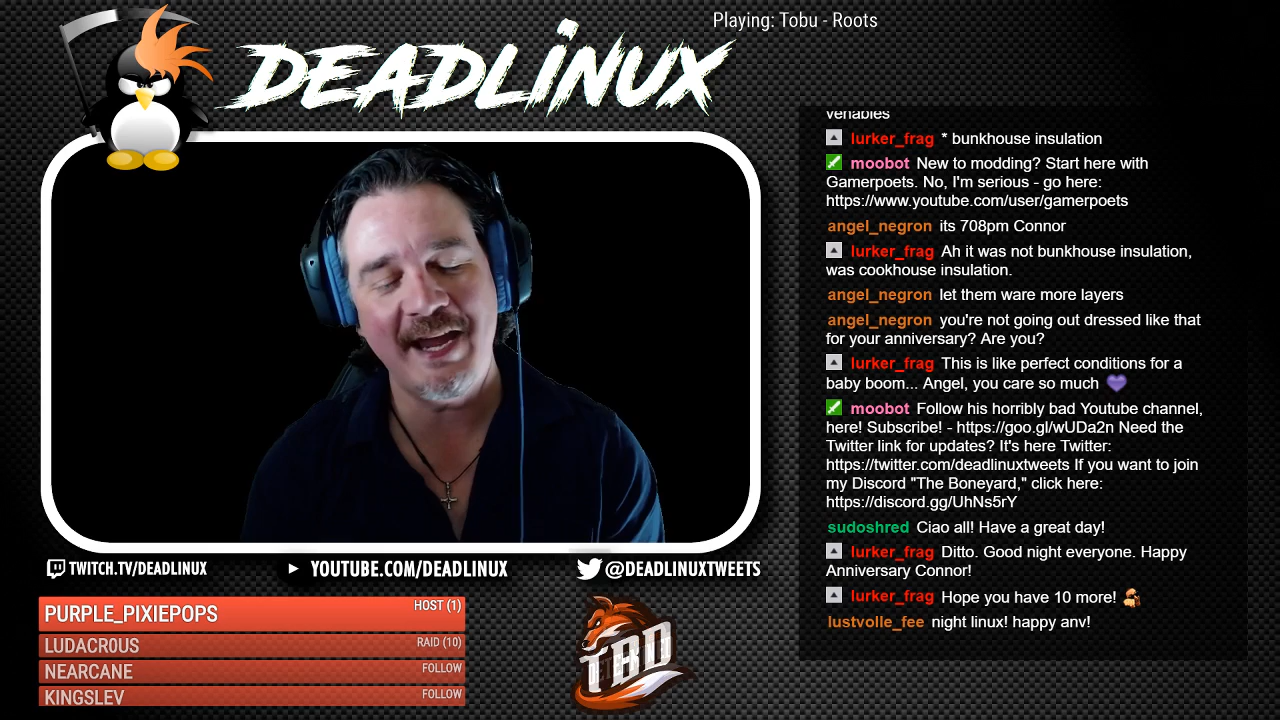 Playing: Tobu - Roots
DEADLiNUX
venables
lurker_frag * bunkhouse insulation
moobot New to modding? Start here with
Gamerpoets. No, I'm serious - go here:
https://www.youtube.com/user/gamerpoets
angel_negron its 708pm Connor
lurker_frag Ah it was not bunkhouse insulation,
was cookhouse insulation.
angel_negron let them ware more layers
angel_negron you're not going out dressed like that
for your anniversary? Are you?
lurker_frag This is like perfect conditions for a
baby boom... Angel, you care so much 💜
moobot Follow his horribly bad Youtube channel,
here! Subscribe! - https://goo.gl/wUDa2n Need the
Twitter link for updates? It's here Twitter:
https://twitter.com/deadlinuxtweets If you want to join
my Discord "The Boneyard," click here:
https://discord.gg/UhNs5rY
sudoshred Ciao all! Have a great day!
lurker_frag Ditto. Good night everyone. Happy
Anniversary Connor!
lurker_frag Hope you have 10 more!
lustvolle_fee night linux! happy anv!
TWITCH.TV/DEADLINUX
YOUTUBE.COM/DEADLINUX
@DEADLINUXTWEETS
PURPLE_PIXIEPOPS HOST (1)
LUDACR0US RAID (10)
NEARCANE FOLLOW
KINGSLEV FOLLOW
TBD